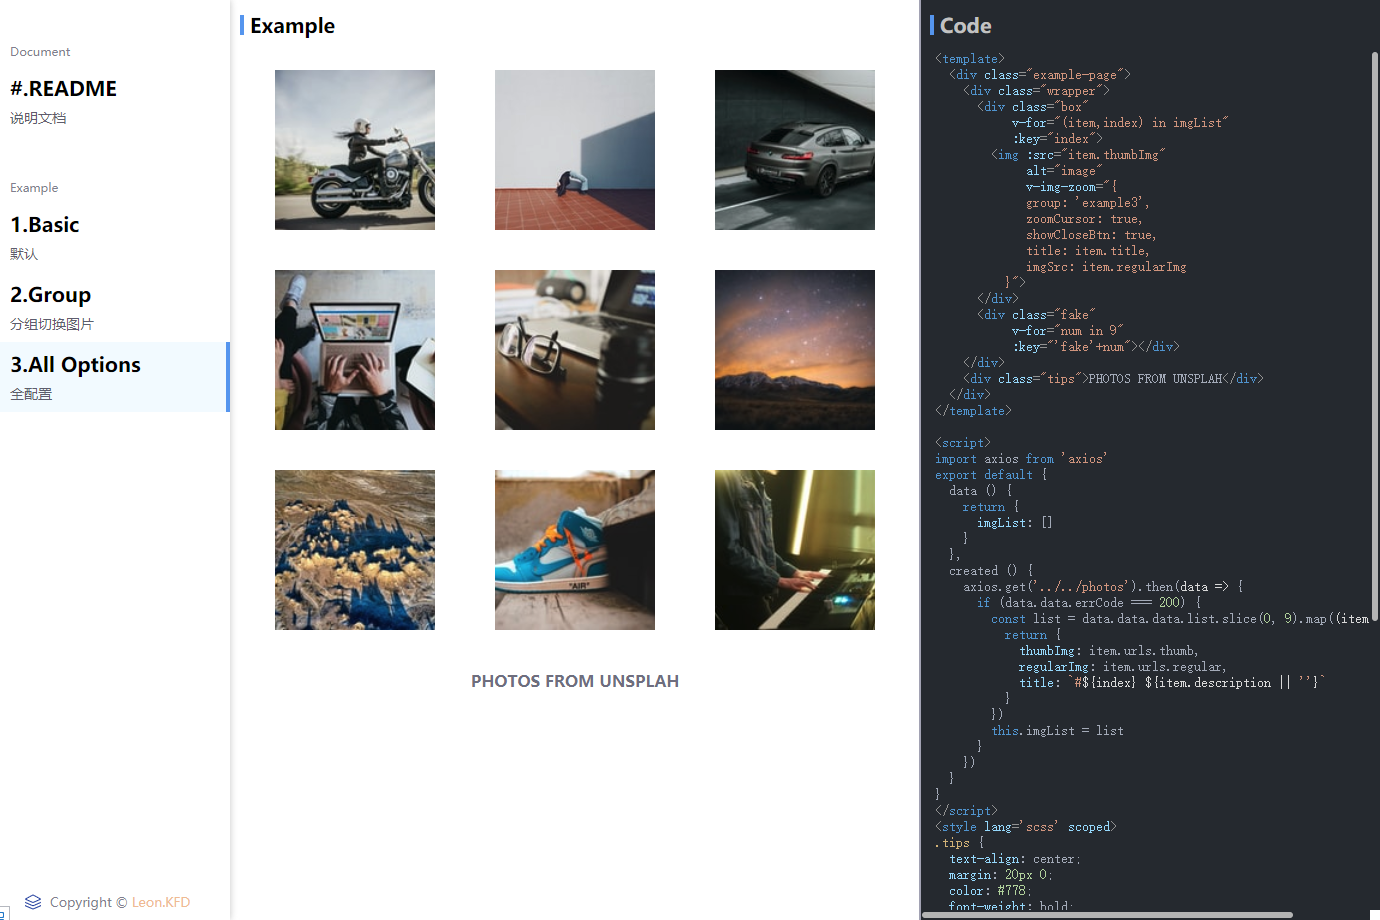 Document
#.README
说明文档
Example
1.Basic
默认
2.Group
分组切换图片
3.All Options
全配置
Copyright © Leon.KFD
Example
"AIR"
PHOTOS FROM UNSPLAH
Code
<template>
<div class="example-page">
<div class="wrapper">
<div class="box"
v-for="(item,index) in imgList"
:key="index">
<img :src="item.thumbImg"
alt="image"
v-img-zoom="{
group: 'example3',
zoomCursor: true,
showCloseBtn: true,
title: item.title,
imgSrc: item.regularImg
}">
</div>
<div class="fake"
v-for="num in 9"
:key="'fake'+num"></div>
</div>
<div class="tips">PHOTOS FROM UNSPLAH</div>
</div>
</template>
<script>
import axios from 'axios'
export default {
data () {
return {
imgList: []
}
},
created () {
axios.get('../../photos').then(data => {
if (data.data.errCode === 200) {
const list = data.data.data.list.slice(0, 9).map((item
return {
thumbImg: item.urls.thumb,
regularImg: item.urls.regular,
title: `#${index} ${item.description || ''}`
}
})
this.imgList = list
}
})
}
}
</script>
<style lang='scss' scoped>
.tips {
text-align: center;
margin: 20px 0;
color: #778;
font-weight: bold;